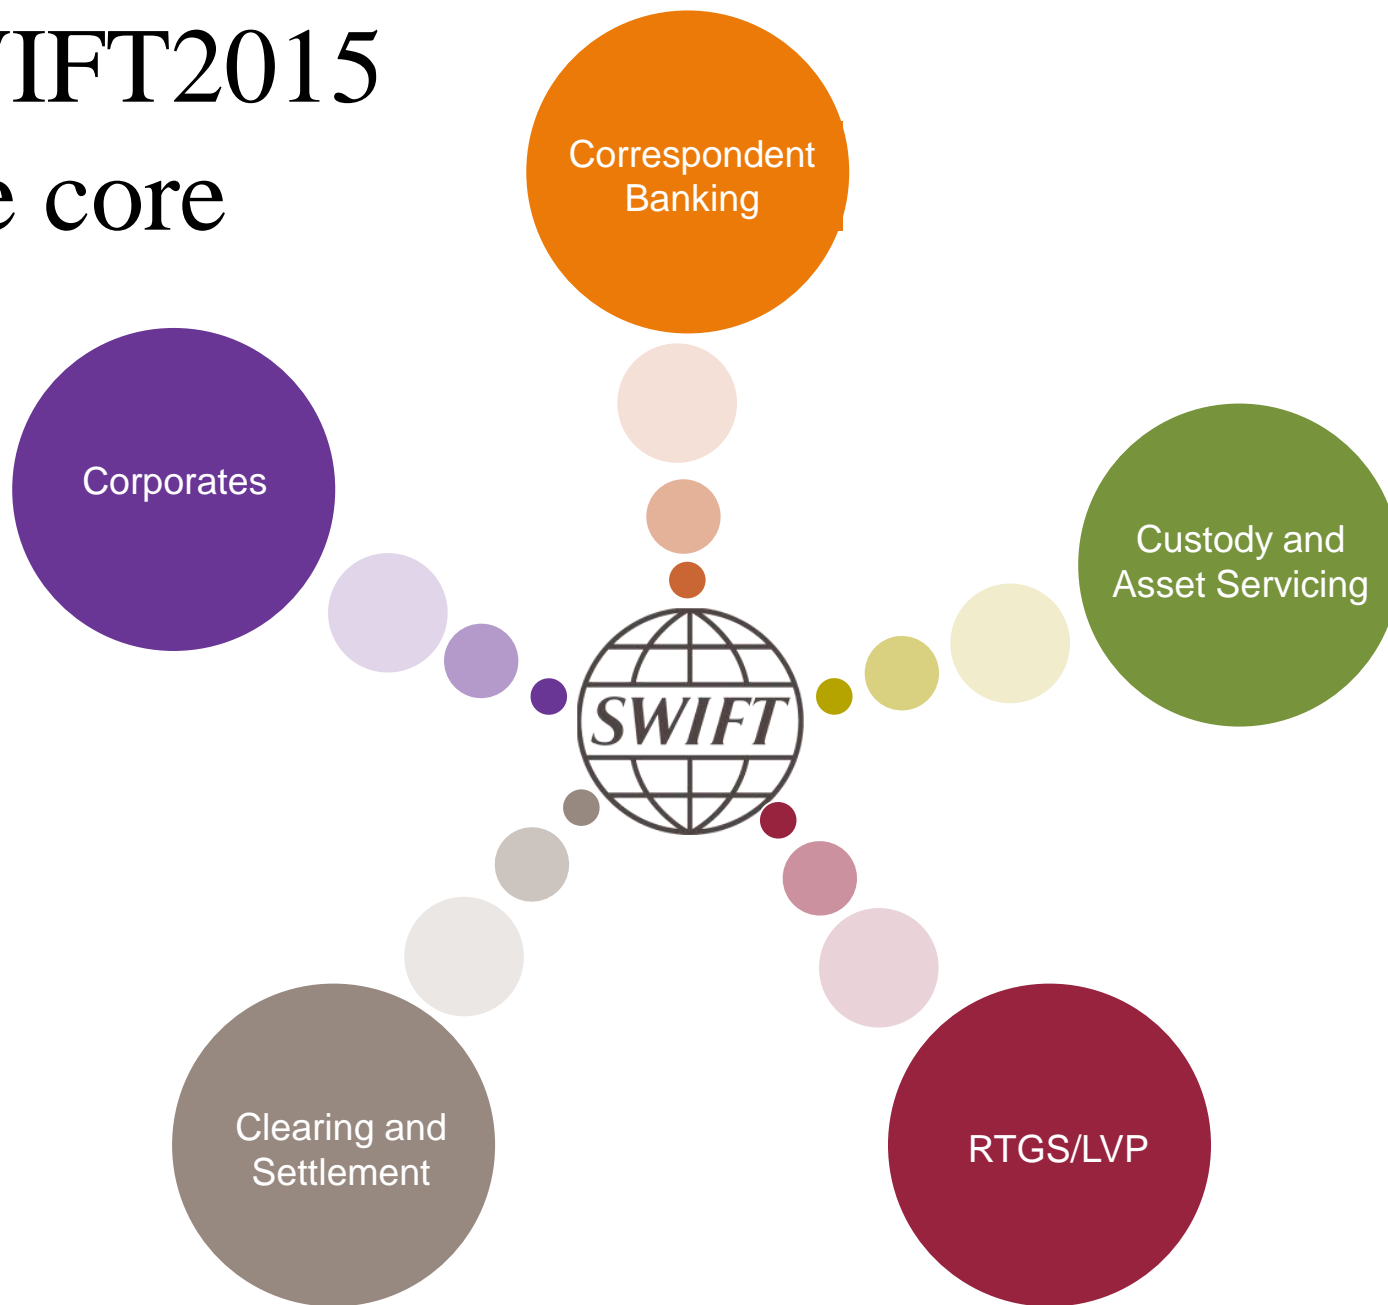 IFT2015
core
Correspondent
Banking
Corporates
Custody and
Asset Servicing
SWIFT
Clearing and
Settlement
RTGS/LVP